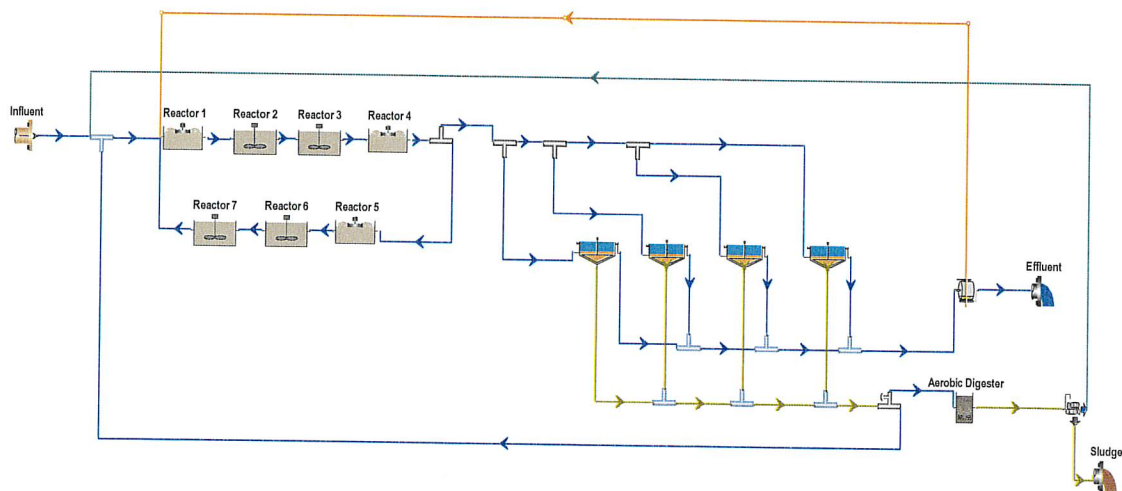 Influent
Reactor 1
Reactor 2
Reactor 3
Reactor 4
Reactor 7
Reactor 6
Reactor 5
Effluent
Aerobic Digester
Sludge